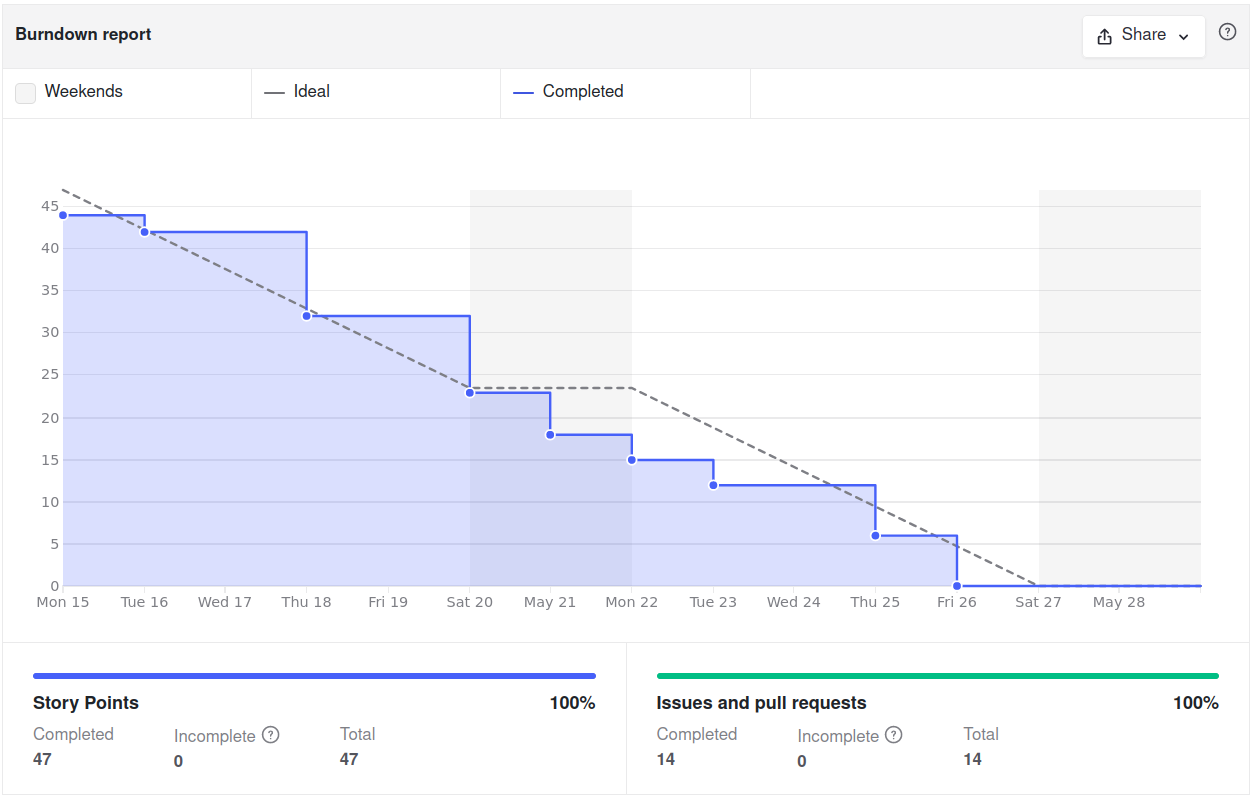 Burndown report
Share
Weekends
Ideal
Completed
45
40
35
30
25
20
15
10
5
0
Mon 15 Tue 16 Wed 17 Thu 18 Fri 19 Sat 20 May 21 Mon 22 Tue 23 Wed 24 Thu 25 Fri 26 Sat 27 May 28
Story Points 100%
Completed Incomplete ? Total
47 0 47
Issues and pull requests 100%
Completed Incomplete ? Total
14 0 14